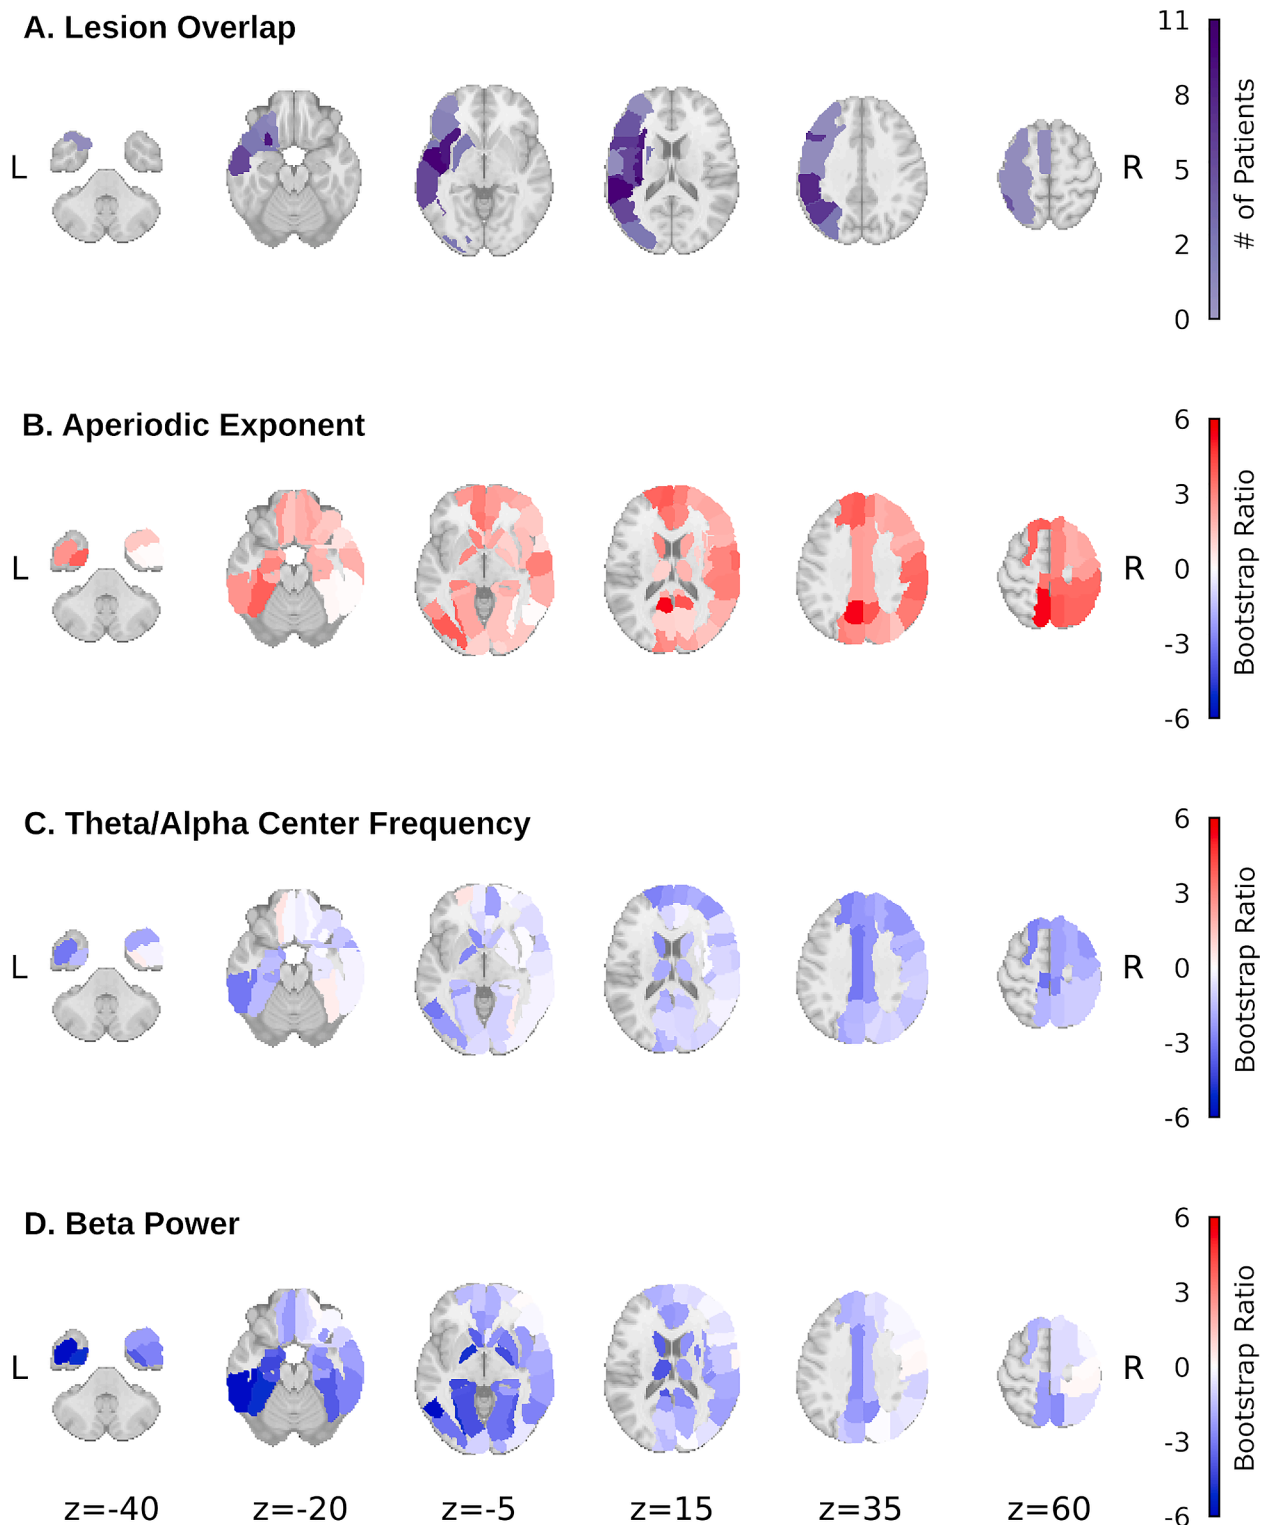 A. Lesion Overlap
11
8
5
2
0
# of Patients
L
R
B. Aperiodic Exponent
6
3
0
-3
-6
Bootstrap Ratio
L
R
C. Theta/Alpha Center Frequency
6
3
0
-3
-6
Bootstrap Ratio
L
R
D. Beta Power
6
3
0
-3
-6
Bootstrap Ratio
L
R
z=-40 z=-20 z=-5 z=15 z=35 z=60